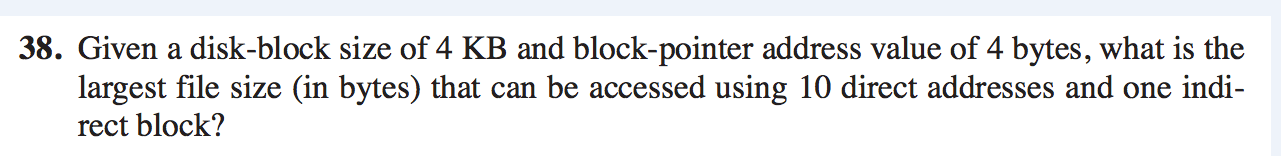 38. Given a disk-block size of 4 KB and block-pointer address value of 4 bytes, what is the
largest file size (in bytes) that can be accessed using 10 direct addresses and one indi-
rect block?